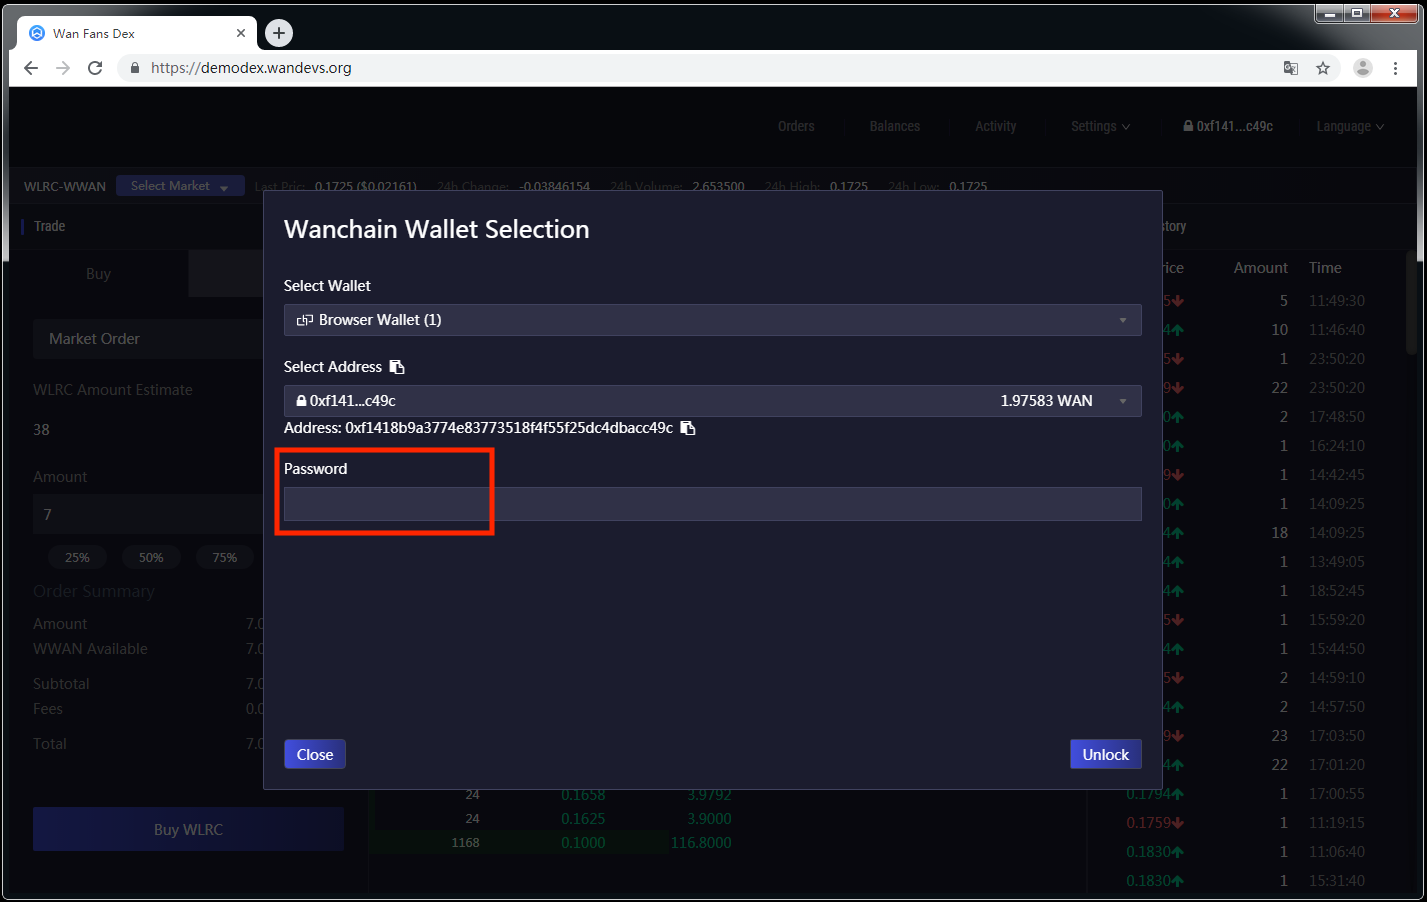 Wan Fans Dex
https://demodex.wandevs.org
Orders Balances Activity Settings 0xf141...c49c Language
WLRC-WWAN Select Market Last Pric: 0.1725 ($0.02161) 24h Change: -0.03846154 24h Volume: 2.653500 24h High: 0.1725 24h Low: 0.1725
Trade
Buy
Market Order
WLRC Amount Estimate
38
Amount
7
25% 50% 75%
Order Summary
Amount 7.0
WWAN Available 7.0
Subtotal 7.0
Fees 0.0
Total 7.0
Buy WLRC
Wanchain Wallet Selection
Select Wallet
Browser Wallet (1)
Select Address
0xf141...c49c 1.97583 WAN
Address: 0xf1418b9a3774e83773518f4f55f25dc4dbacc49c
Password
Close Unlock
24 0.1658 3.9792
24 0.1625 3.9000
1168 0.1000 116.8000
story
rice Amount Time
5 5 11:49:30
4 10 11:46:40
5 1 23:50:20
9 22 23:50:20
0 2 17:48:50
0 1 16:24:10
9 1 14:42:45
0 1 14:09:25
4 18 14:09:25
4 1 13:49:05
4 1 18:52:45
5 1 15:59:20
4 1 15:44:50
5 2 14:59:10
4 2 14:57:50
9 23 17:03:50
4 22 17:01:20
0.1794 1 17:00:55
0.1759 1 11:19:15
0.1830 1 11:06:40
0.1830 1 15:31:40